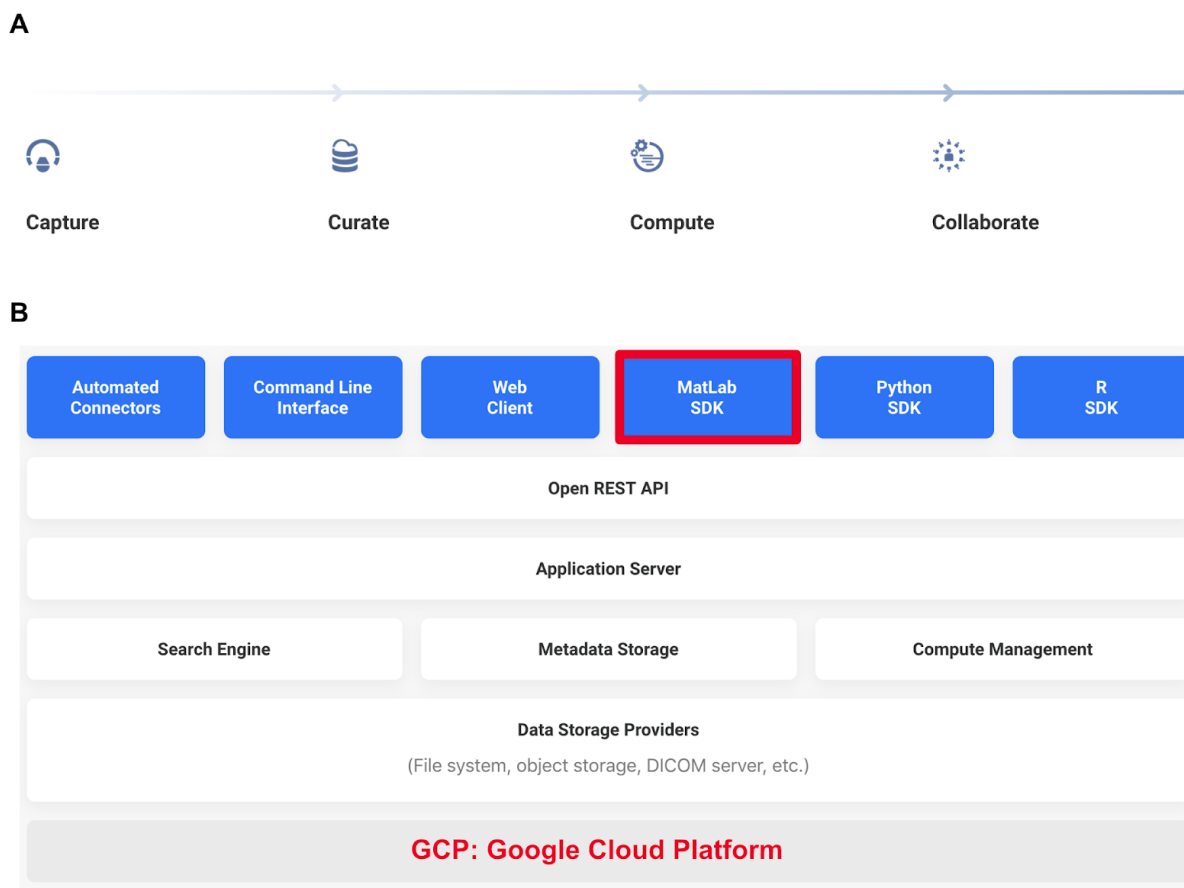 A
Capture
Curate
Compute
Collaborate
B
Automated
Connectors
Command Line
Interface
Web
Client
MatLab
SDK
Python
SDK
R
SDK
Open REST API
Application Server
Search Engine
Metadata Storage
Compute Management
Data Storage Providers
(File system, object storage, DICOM server, etc.)
GCP: Google Cloud Platform